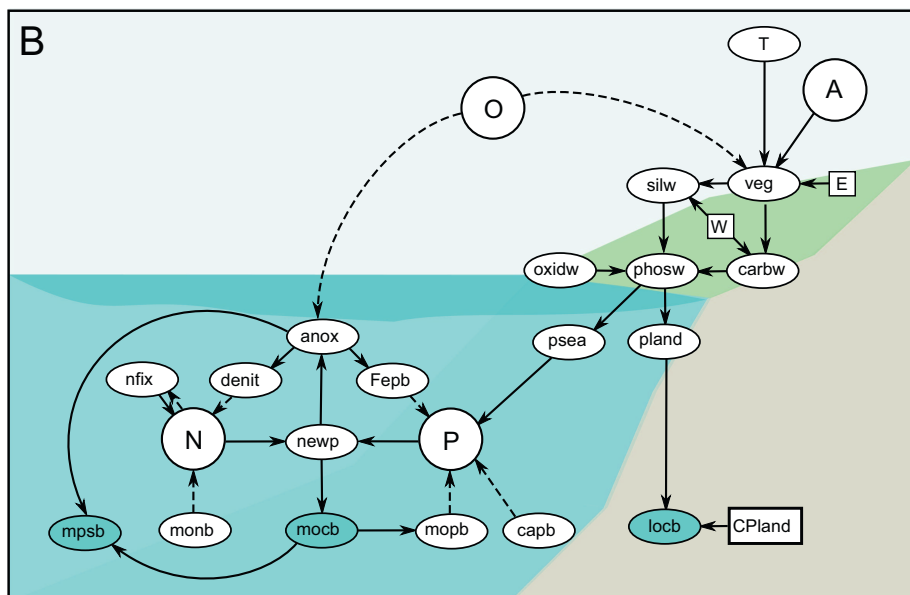 B
T
O
A
silw
veg
E
W
oxidw
phosw
carbw
anox
psea
pland
nfix
denit
Fepb
N
newp
P
mpsb
monb
mocb
mopb
capb
locb
CPland